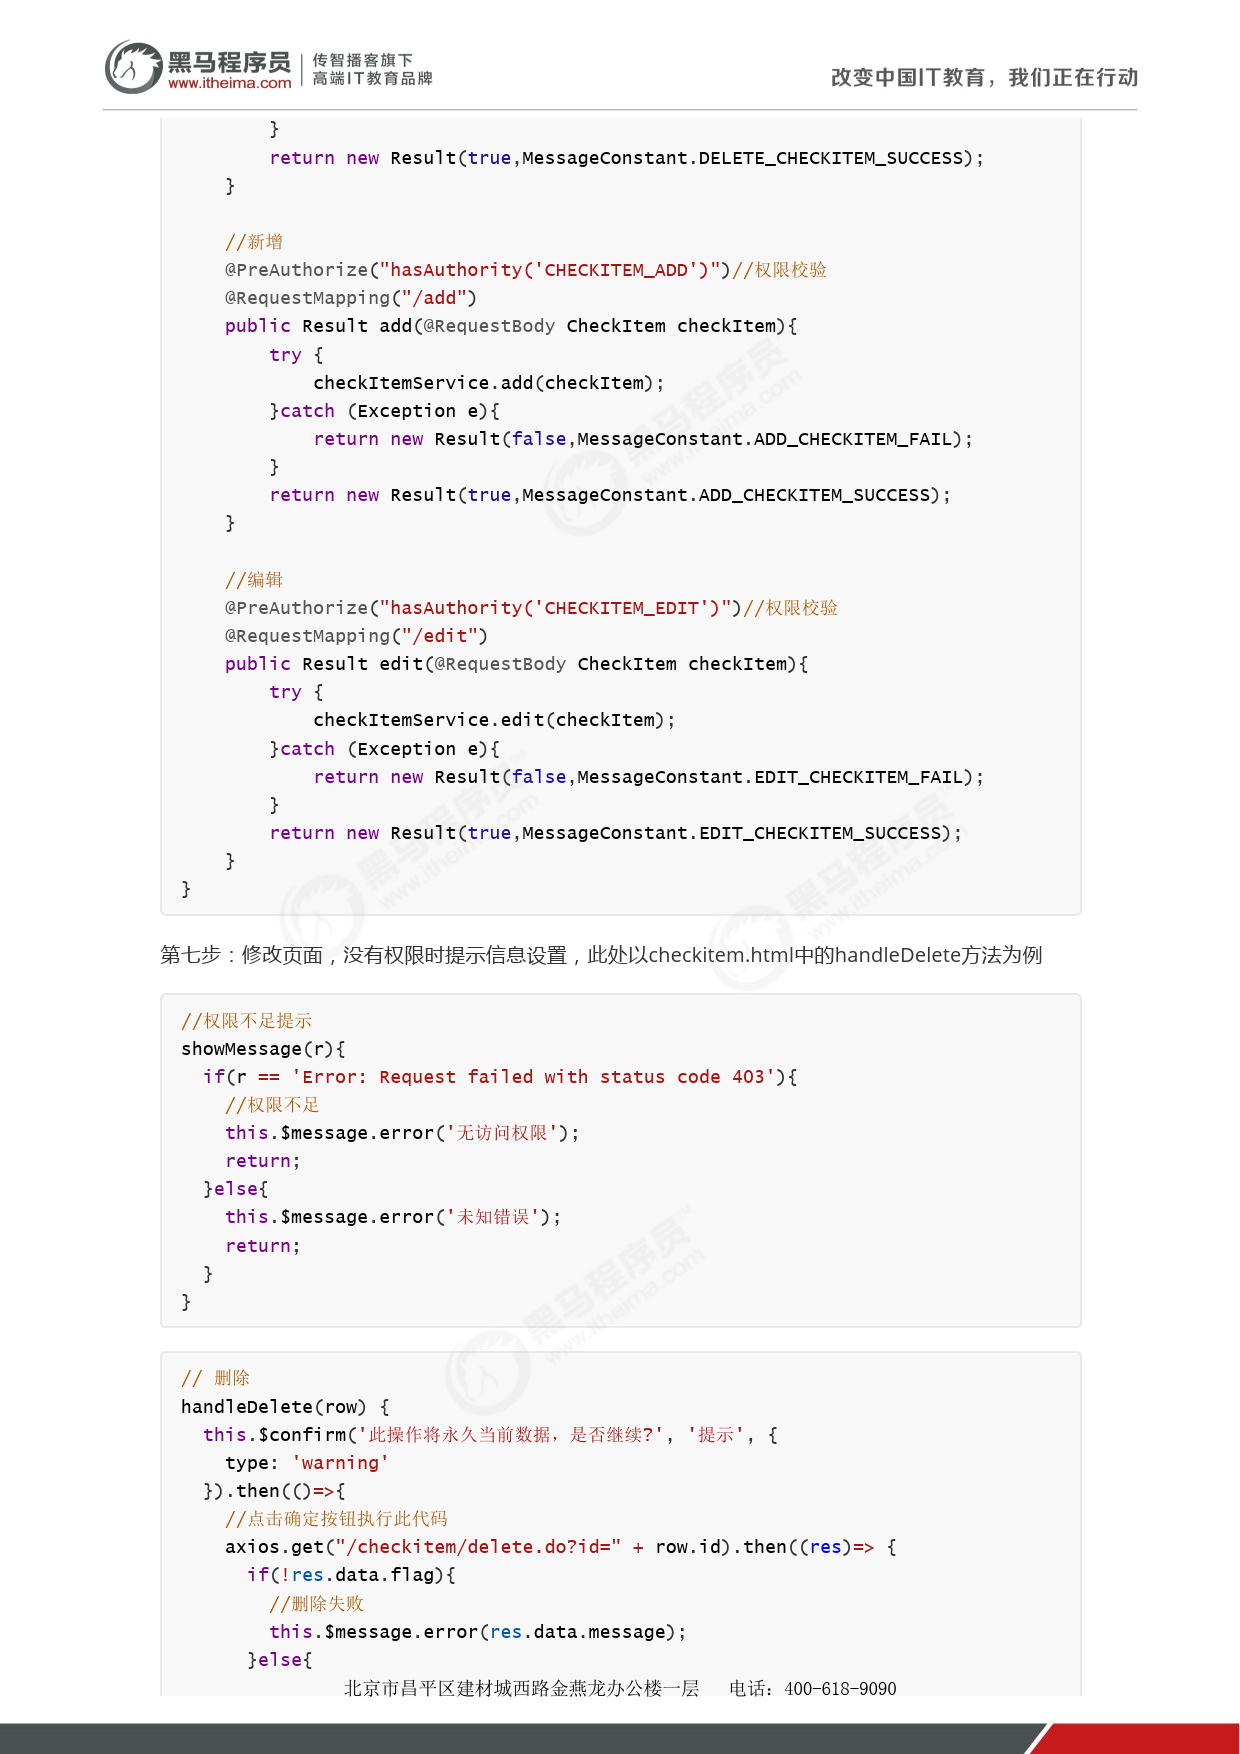 黑马程序员
www.itheima.com
传智播客旗下
高端IT教育品牌
改变中国IT教育，我们正在行动
        }
        return new Result(true,MessageConstant.DELETE_CHECKITEM_SUCCESS);
    }

    //新增
    @PreAuthorize("hasAuthority('CHECKITEM_ADD')")//权限校验
    @RequestMapping("/add")
    public Result add(@RequestBody CheckItem checkItem){
        try {
            checkItemService.add(checkItem);
        }catch (Exception e){
            return new Result(false,MessageConstant.ADD_CHECKITEM_FAIL);
        }
        return new Result(true,MessageConstant.ADD_CHECKITEM_SUCCESS);
    }

    //编辑
    @PreAuthorize("hasAuthority('CHECKITEM_EDIT')")//权限校验
    @RequestMapping("/edit")
    public Result edit(@RequestBody CheckItem checkItem){
        try {
            checkItemService.edit(checkItem);
        }catch (Exception e){
            return new Result(false,MessageConstant.EDIT_CHECKITEM_FAIL);
        }
        return new Result(true,MessageConstant.EDIT_CHECKITEM_SUCCESS);
    }
}
第七步：修改页面，没有权限时提示信息设置，此处以checkitem.html中的handleDelete方法为例
//权限不足提示
showMessage(r){
  if(r == 'Error: Request failed with status code 403'){
    //权限不足
    this.$message.error('无访问权限');
    return;
  }else{
    this.$message.error('未知错误');
    return;
  }
}
// 删除
handleDelete(row) {
  this.$confirm('此操作将永久当前数据，是否继续?', '提示', {
    type: 'warning'
  }).then(()=>{
    //点击确定按钮执行此代码
    axios.get("/checkitem/delete.do?id=" + row.id).then((res)=> {
      if(!res.data.flag){
        //删除失败
        this.$message.error(res.data.message);
      }else{
北京市昌平区建材城西路金燕龙办公楼一层   电话：400-618-9090